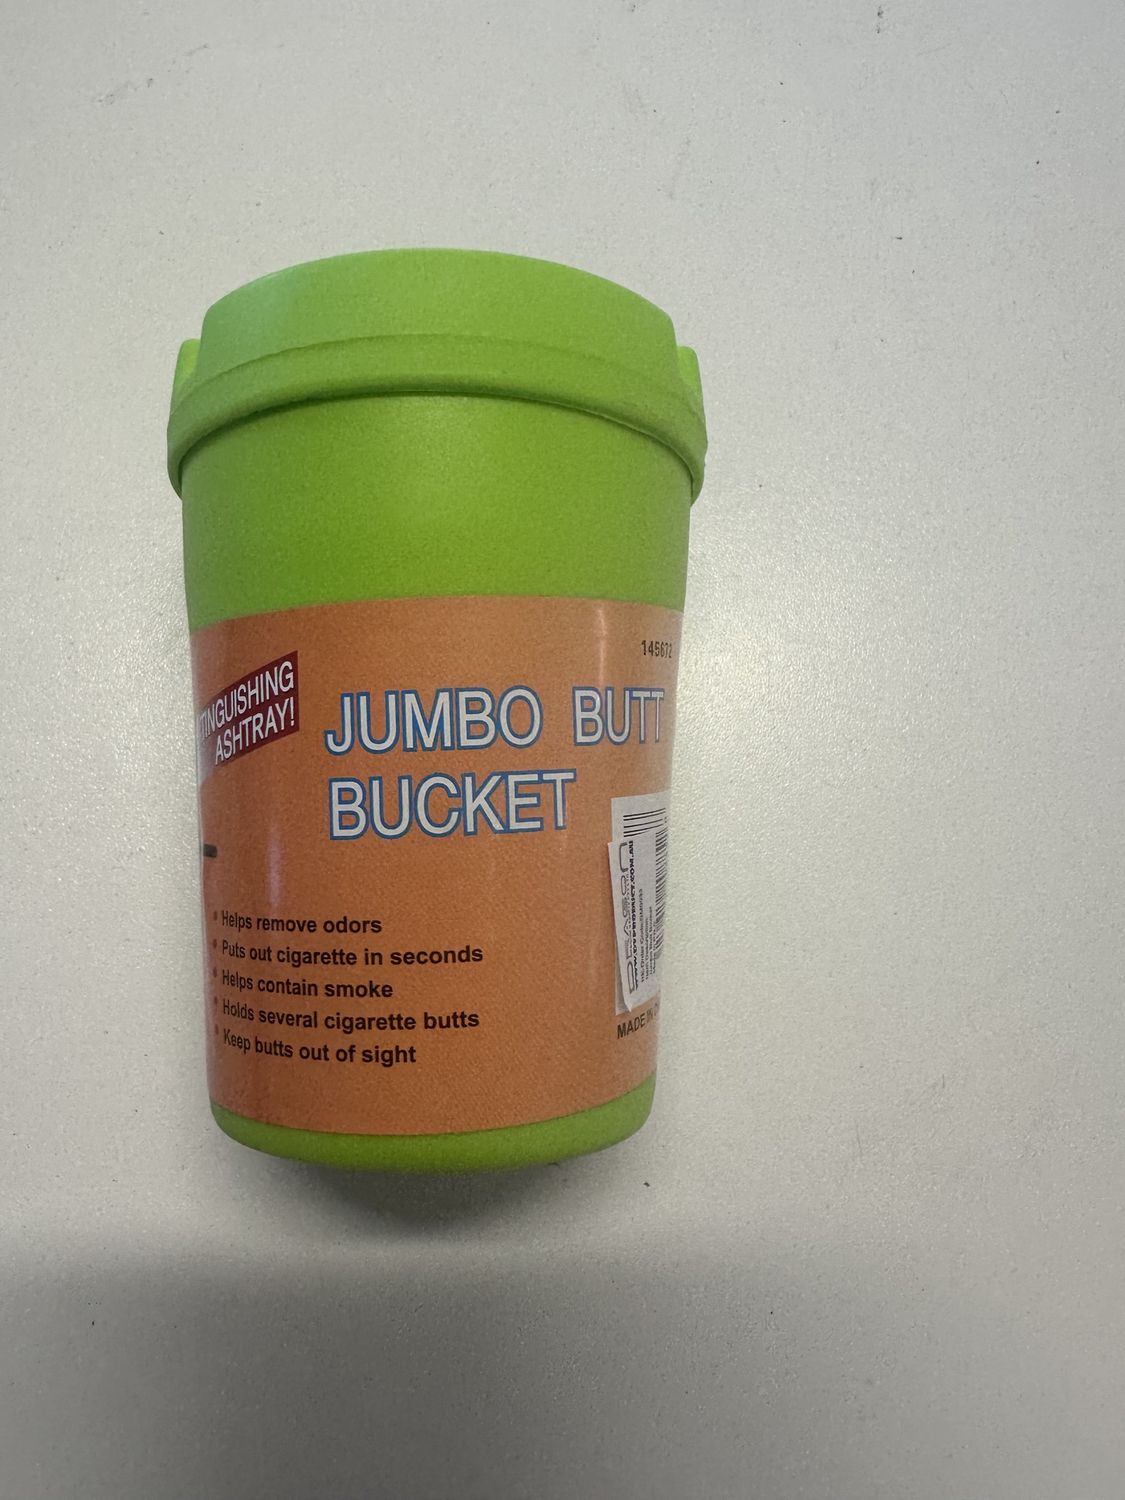 145672
TINGUISHING
ASHTRAY!
JUMBO BUTT
BUCKET
• Helps remove odors
• Puts out cigarette in seconds
• Helps contain smoke
• Holds several cigarette butts
• Keep butts out of sight
MADE IN